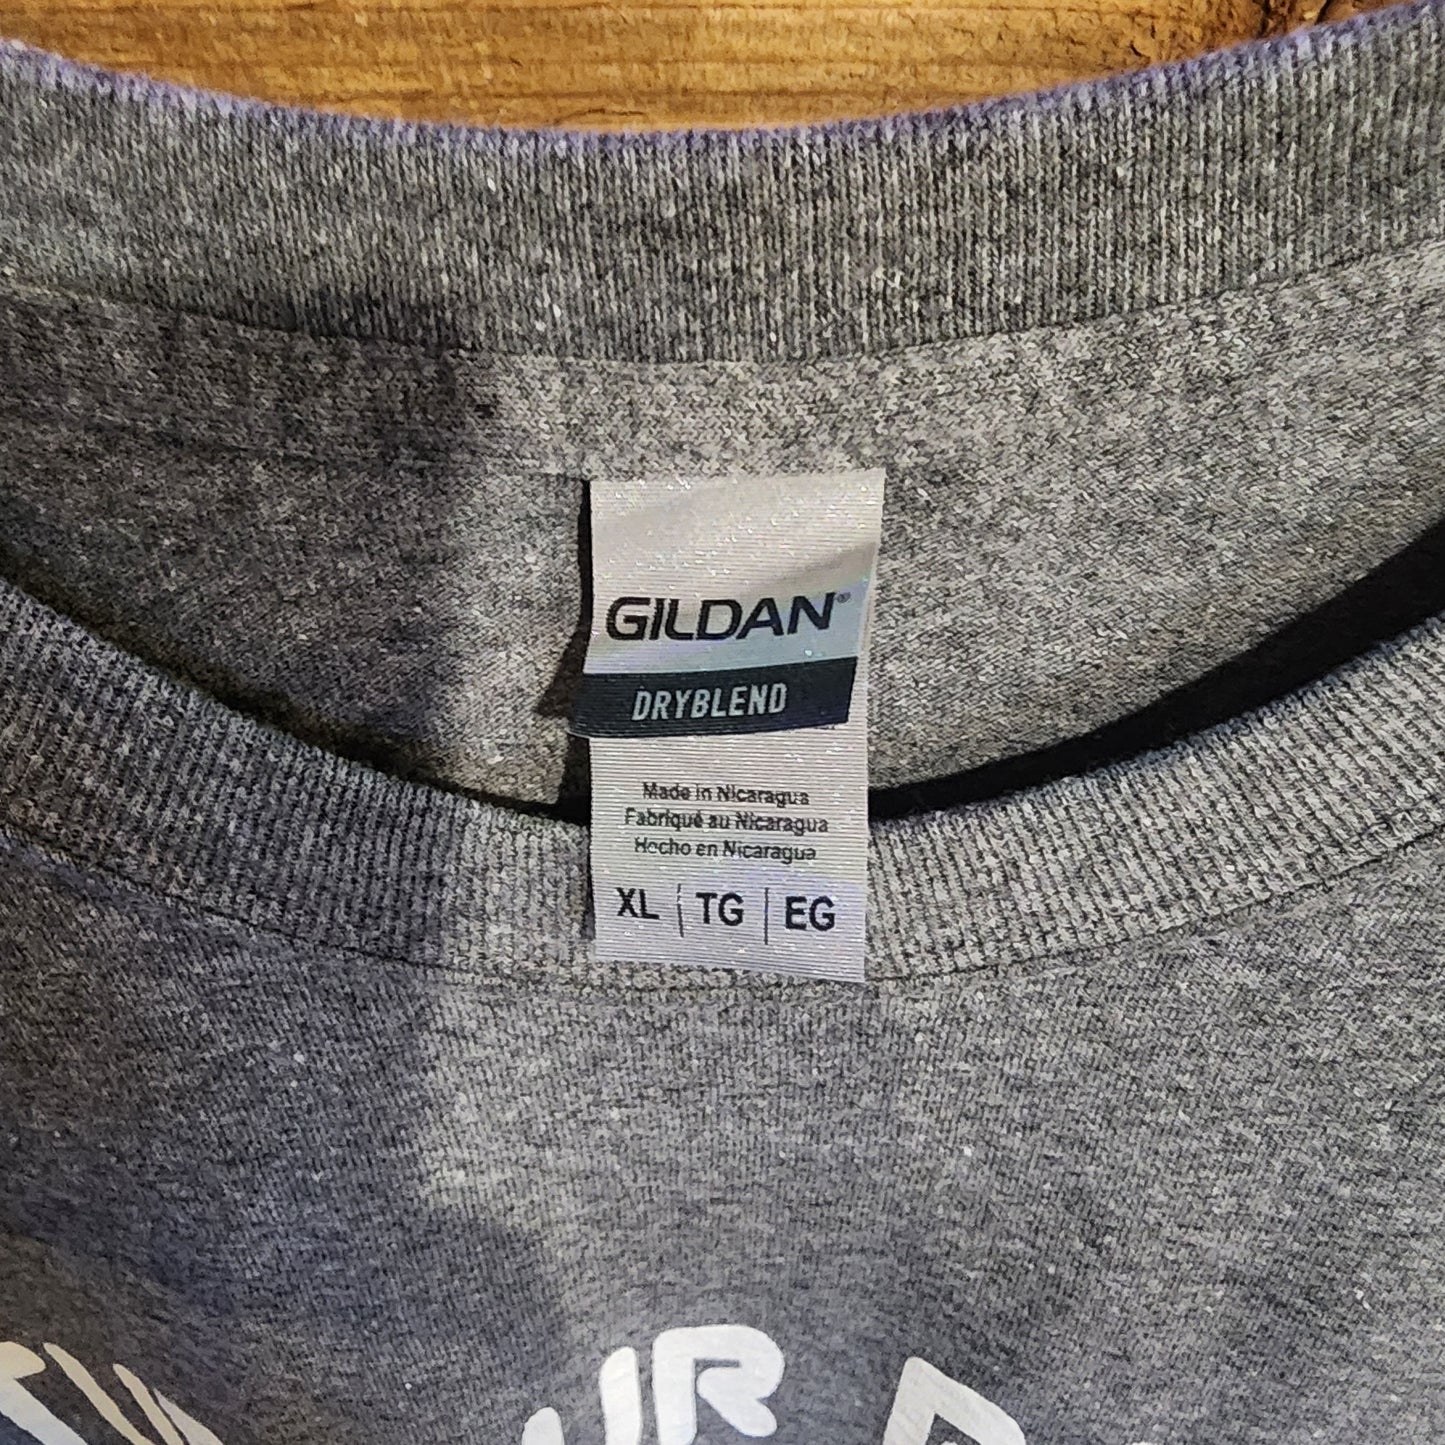 GILDAN®
DRYBLEND
Made in Nicaragua
Fabriqué au Nicaragua
Hecho en Nicaragua
XL | TG | EG